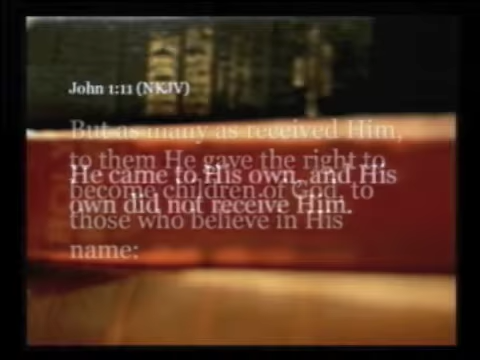 John 1:11 (NKJV)
But as many as received Him,
to them He gave the right to
He came to His own, and His
become children of God, to
own did not receive Him.
those who believe in His
name: